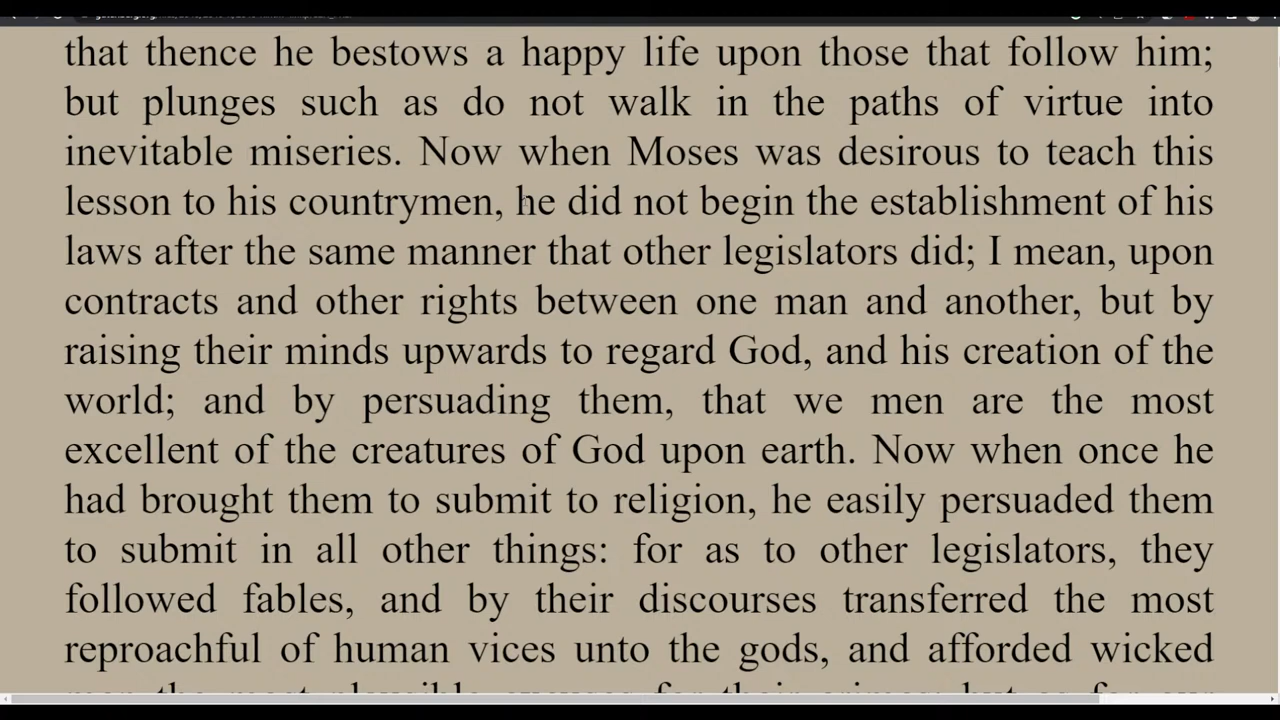 that thence he bestows a happy life upon those that follow him;
but plunges such as do not walk in the paths of virtue into
inevitable miseries. Now when Moses was desirous to teach this
lesson to his countrymen, he did not begin the establishment of his
laws after the same manner that other legislators did; I mean, upon
contracts and other rights between one man and another, but by
raising their minds upwards to regard God, and his creation of the
world; and by persuading them, that we men are the most
excellent of the creatures of God upon earth. Now when once he
had brought them to submit to religion, he easily persuaded them
to submit in all other things: for as to other legislators, they
followed fables, and by their discourses transferred the most
reproachful of human vices unto the gods, and afforded wicked